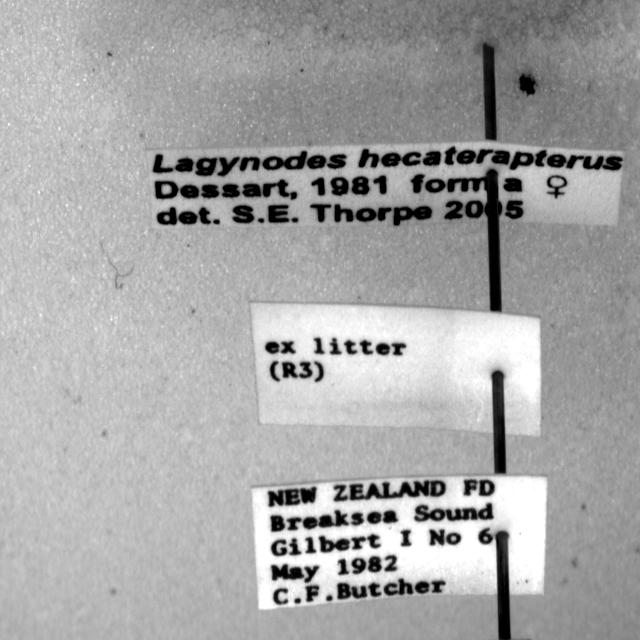 Lagynodes hecaterapterus
Dessart, 1981 form a ♀
det. S.E. Thorpe 2005
ex litter
(R3)
NEW ZEALAND FD
Breaksea Sound
Gilbert I No 6
May 1982
C.F.Butcher